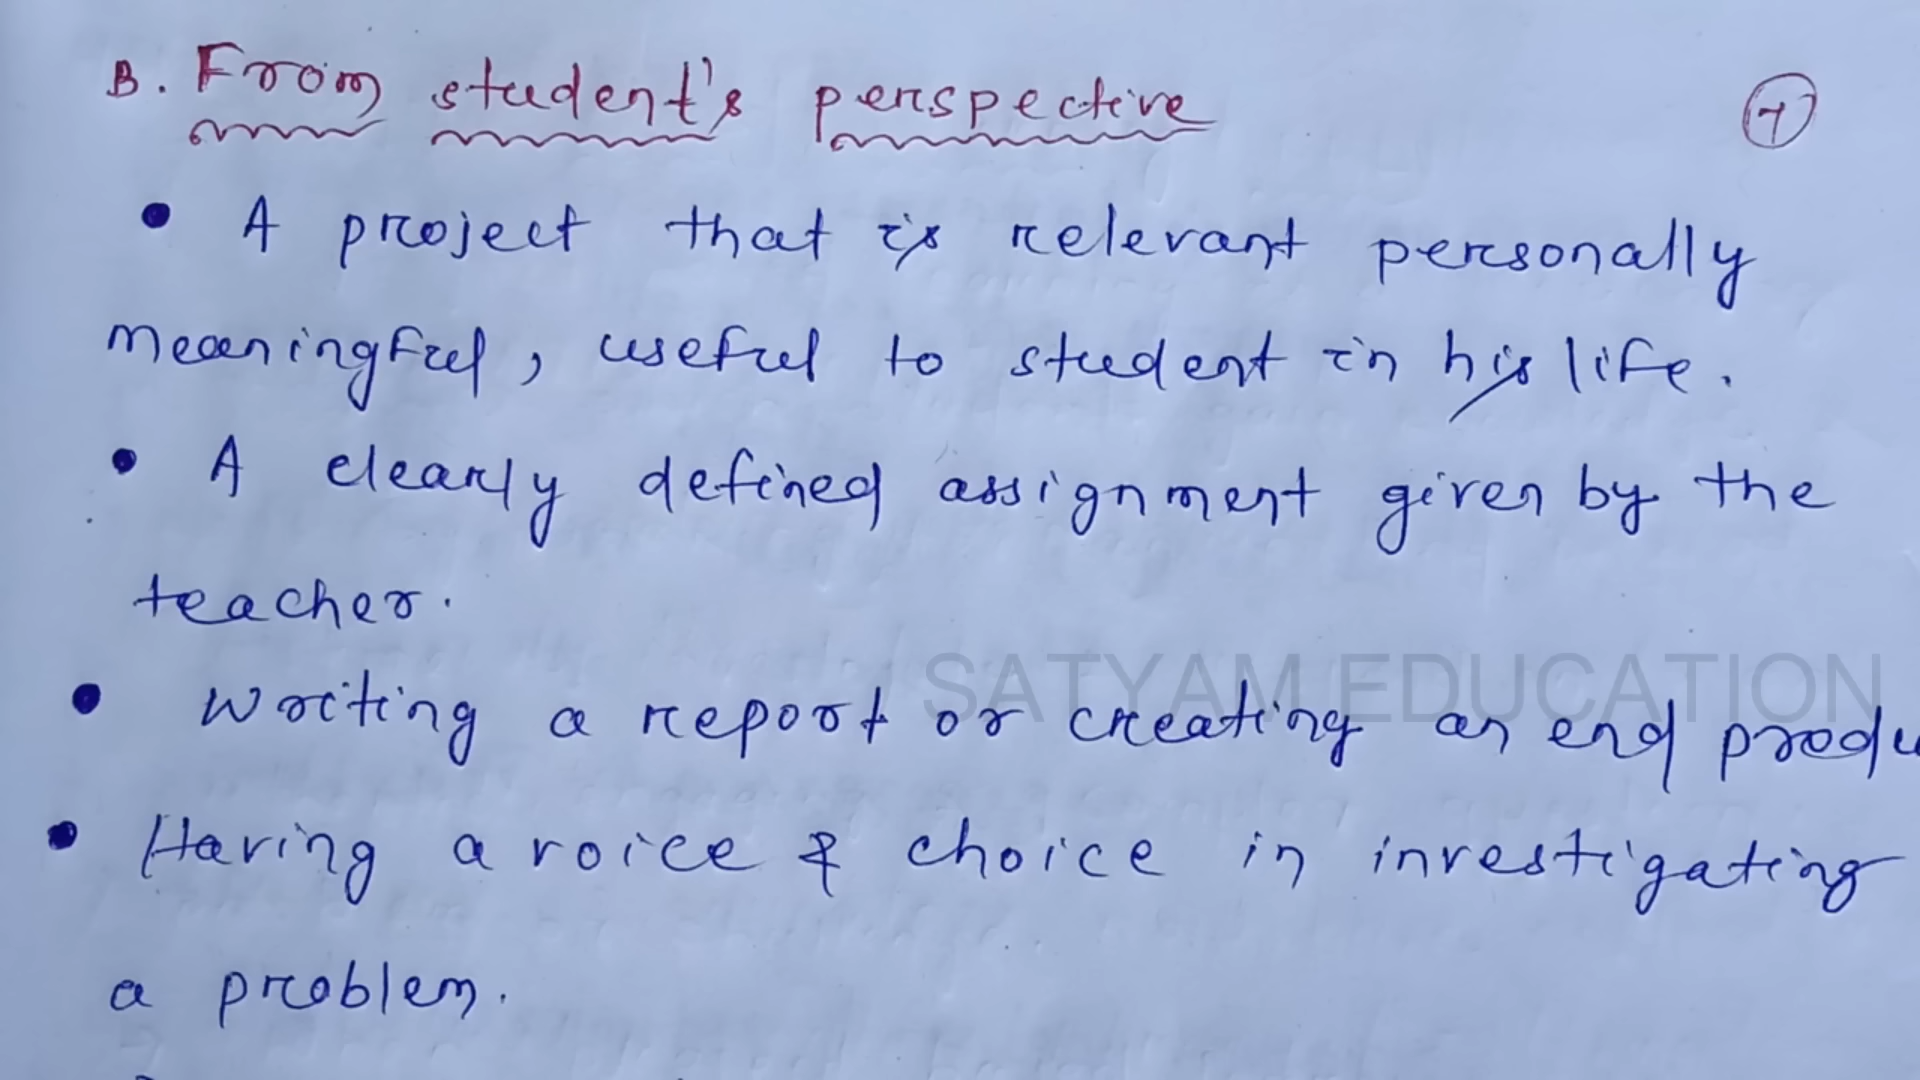 B. From student's perspective
7
• A project that is relevant personally
meaningful, useful to student in his life.
• A clearly defined assignment given by the
teacher.
SATYAM EDUCATION
• Writing a report or creating an end produ
• Having a voice & choice in investigating
a problem.